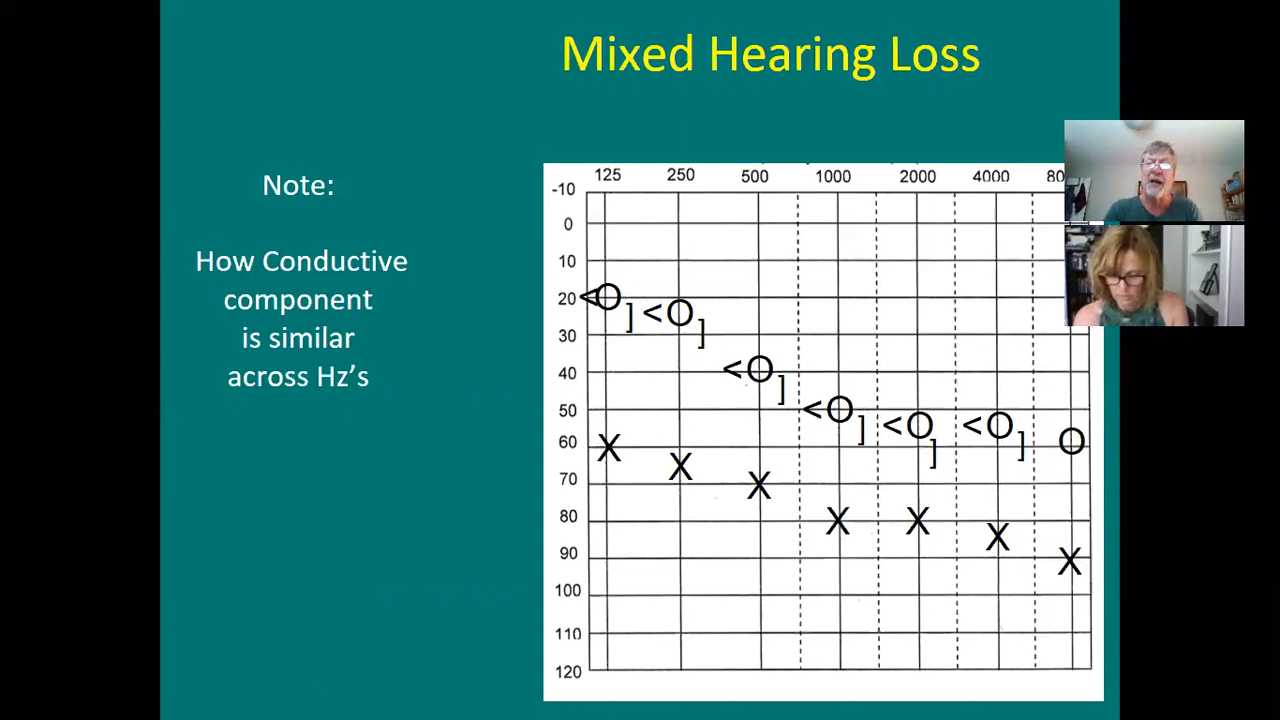 Mixed Hearing Loss
Note:
How Conductive
component
is similar
across Hz's
125 250 500 1000 2000 4000
-10
0
10
20 <O ] <O ]
30
40 <O ]
50 <O ] <O ] <O ] O
60 X X
70 X
80 X X X
90 X
100
110
120